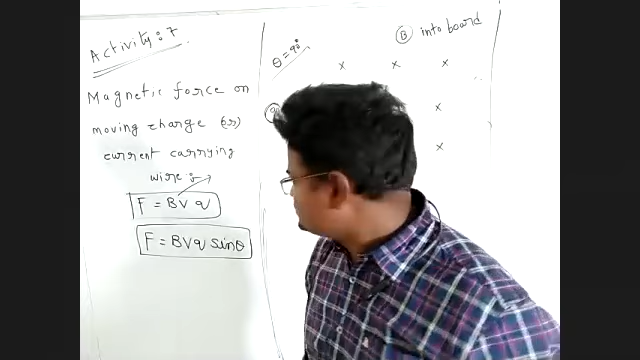 Activity: 7
Magnetic force on
moving charge (or)
current carrying
wire :-
F = BVq
F = BVq sinθ
θ = 90°
B into board
x x x
x
x